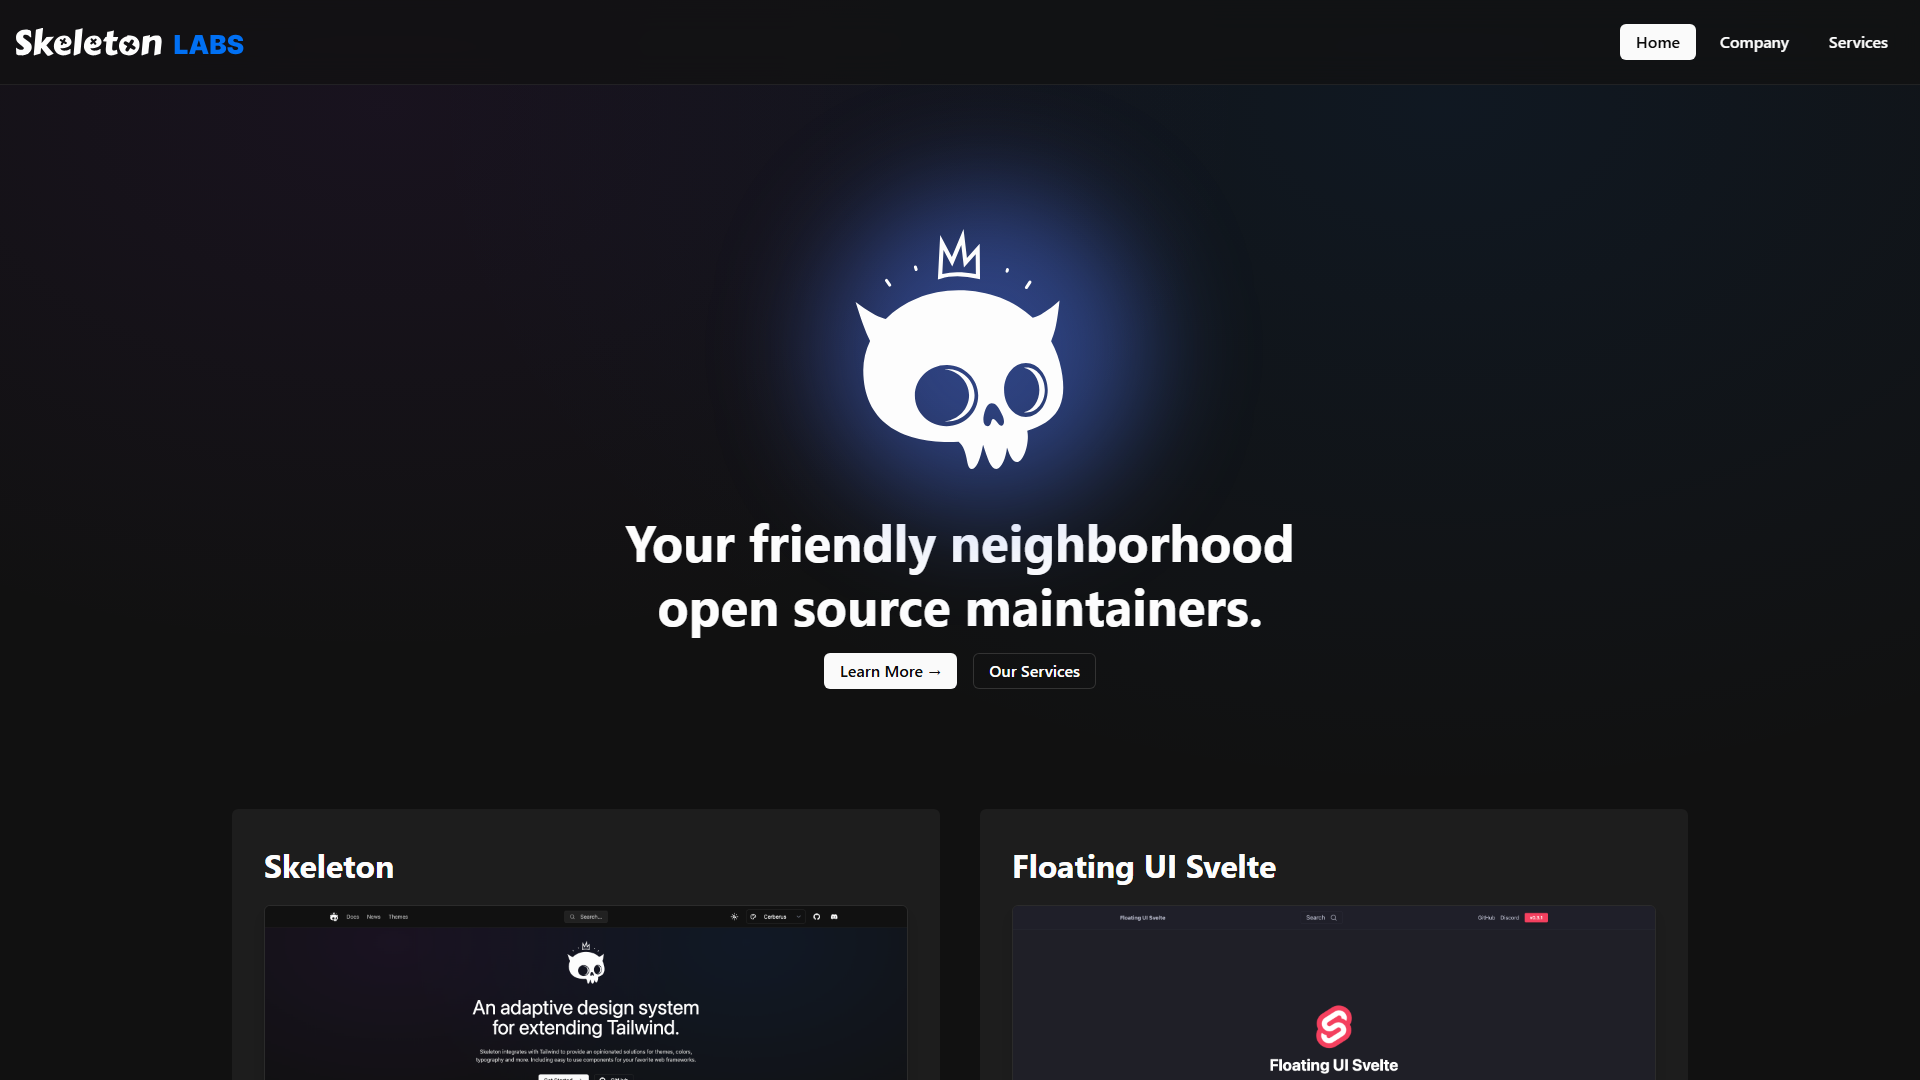 Skeleton LABS
Home
Company
Services
Your friendly neighborhood
open source maintainers.
Learn More →
Our Services
Skeleton
Docs
News
Themes
Search...
Cerberus
An adaptive design system
for extending Tailwind.
Skeleton integrates with Tailwind to provide an opinionated solutions for themes, colors,
typography and more. Including easy to use components for your favorite web frameworks.
Floating UI Svelte
Floating UI Svelte
Search
GitHub
Discord
Floating UI Svelte